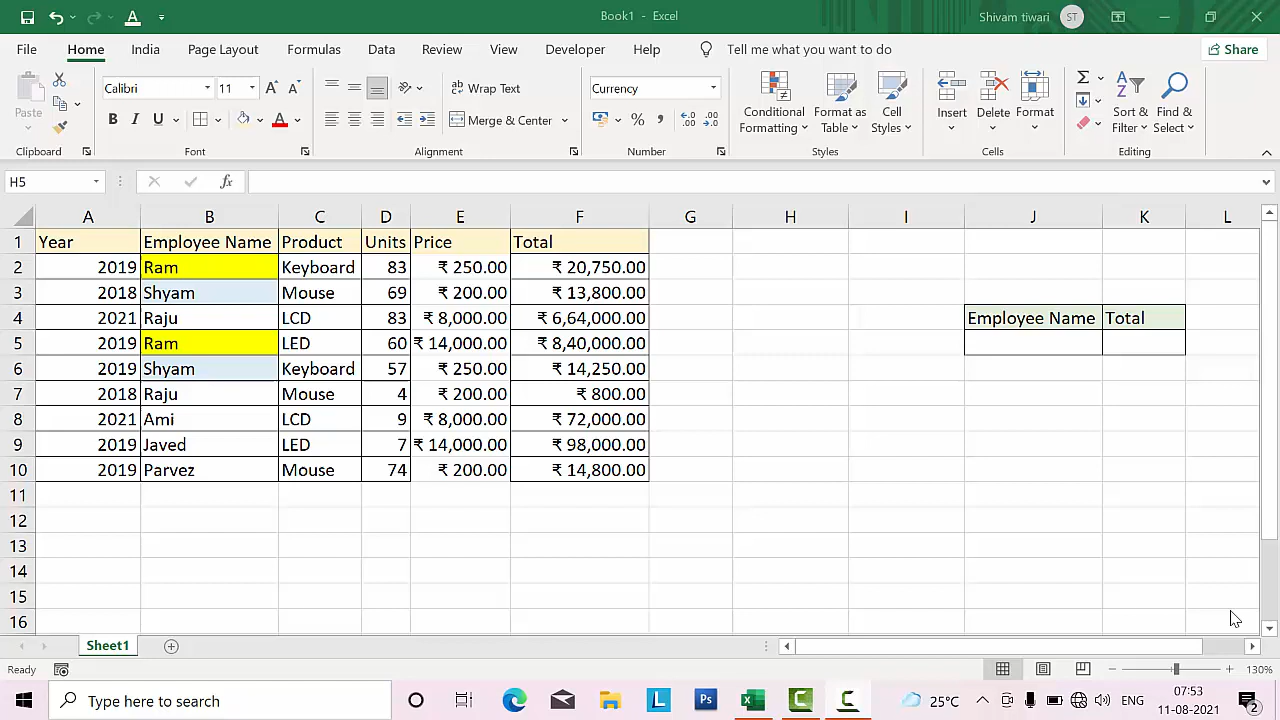 Book1 - Excel
Shivam tiwari ST
File Home India Page Layout Formulas Data Review View Developer Help Tell me what you want to do Share
Paste
Clipboard
Calibri 11
B I U
Font
Wrap Text
Merge & Center
Alignment
Currency
% ,
Number
Conditional Formatting
Format as Table
Cell Styles
Styles
Insert Delete Format
Cells
Sort & Filter
Find & Select
Editing
H5 fx
A B C D E F G H I J K L
1 Year Employee Name Product Units Price Total
2 2019 Ram Keyboard 83 ₹ 250.00 ₹ 20,750.00
3 2018 Shyam Mouse 69 ₹ 200.00 ₹ 13,800.00
4 2021 Raju LCD 83 ₹ 8,000.00 ₹ 6,64,000.00 Employee Name Total
5 2019 Ram LED 60 ₹ 14,000.00 ₹ 8,40,000.00
6 2019 Shyam Keyboard 57 ₹ 250.00 ₹ 14,250.00
7 2018 Raju Mouse 4 ₹ 200.00 ₹ 800.00
8 2021 Ami LCD 9 ₹ 8,000.00 ₹ 72,000.00
9 2019 Javed LED 7 ₹ 14,000.00 ₹ 98,000.00
10 2019 Parvez Mouse 74 ₹ 200.00 ₹ 14,800.00
11
12
13
14
15
16
Sheet1
Ready 130%
Type here to search 25°C ENG 07:53
11-08-2021 2